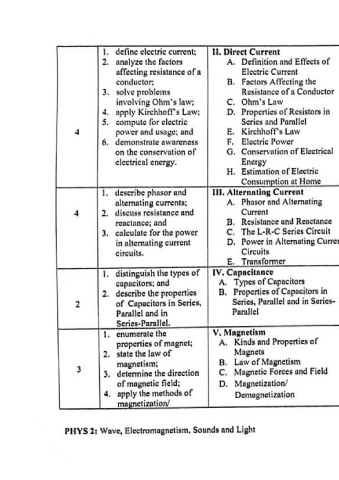 4
1. define electric current;
2. analyze the factors
affecting resistance of a
conductor;
3. solve problems
involving Ohm's law;
4. apply Kirchhoff's Law;
5. compute for electric
power and usage; and
6. demonstrate awareness
on the conservation of
electrical energy.
II. Direct Current
A. Definition and Effects of
Electric Current
B. Factors Affecting the
Resistance of a Conductor
C. Ohm's Law
D. Properties of Resistors in
Series and Parallel
E. Kirchhoff's Law
F. Electric Power
G. Conservation of Electrical
Energy
H. Estimation of Electric
Consumption at Home
4
1. describe phasor and
alternating currents;
2. discuss resistance and
reactance; and
3. calculate for the power
in alternating current
circuits.
III. Alternating Current
A. Phasor and Alternating
Current
B. Resistance and Reactance
C. The L-R-C Series Circuit
D. Power in Alternating Curre
Circuits
E. Transformer
2
1. distinguish the types of
capacitors; and
2. describe the properties
of Capacitors in Series,
Parallel and in
Series-Parallel.
IV. Capacitance
A. Types of Capacitors
B. Properties of Capacitors in
Series, Parallel and in Series-
Parallel
3
1. enumerate the
properties of magnet;
2. state the law of
magnetism;
3. determine the direction
of magnetic field;
4. apply the methods of
magnetization/
V. Magnetism
A. Kinds and Properties of
Magnets
B. Law of Magnetism
C. Magnetic Forces and Field
D. Magnetization/
Demagnetization
PHYS 2: Wave, Electromagnetism, Sounds and Light